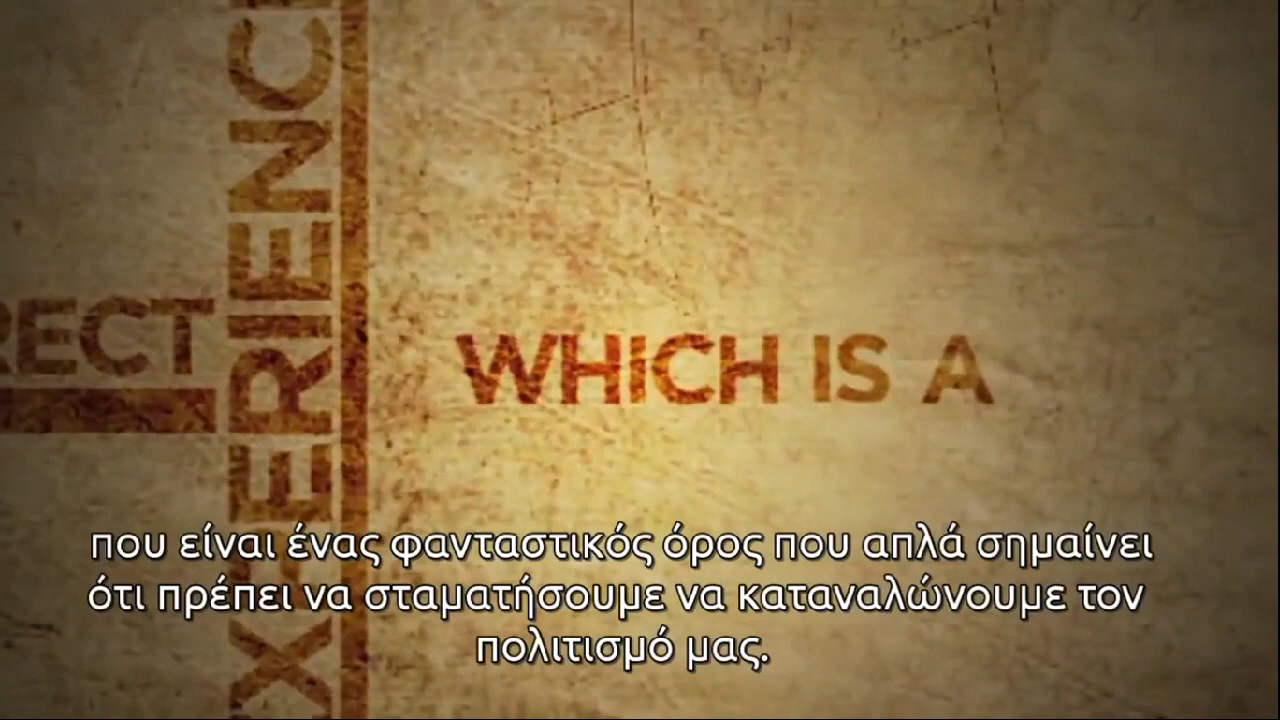 RECT
XPERIENC
WHICH IS A
που είναι ένας φανταστικός όρος που απλά σημαίνει
ότι πρέπει να σταματήσουμε να καταναλώνουμε τον
πολιτισμό μας.